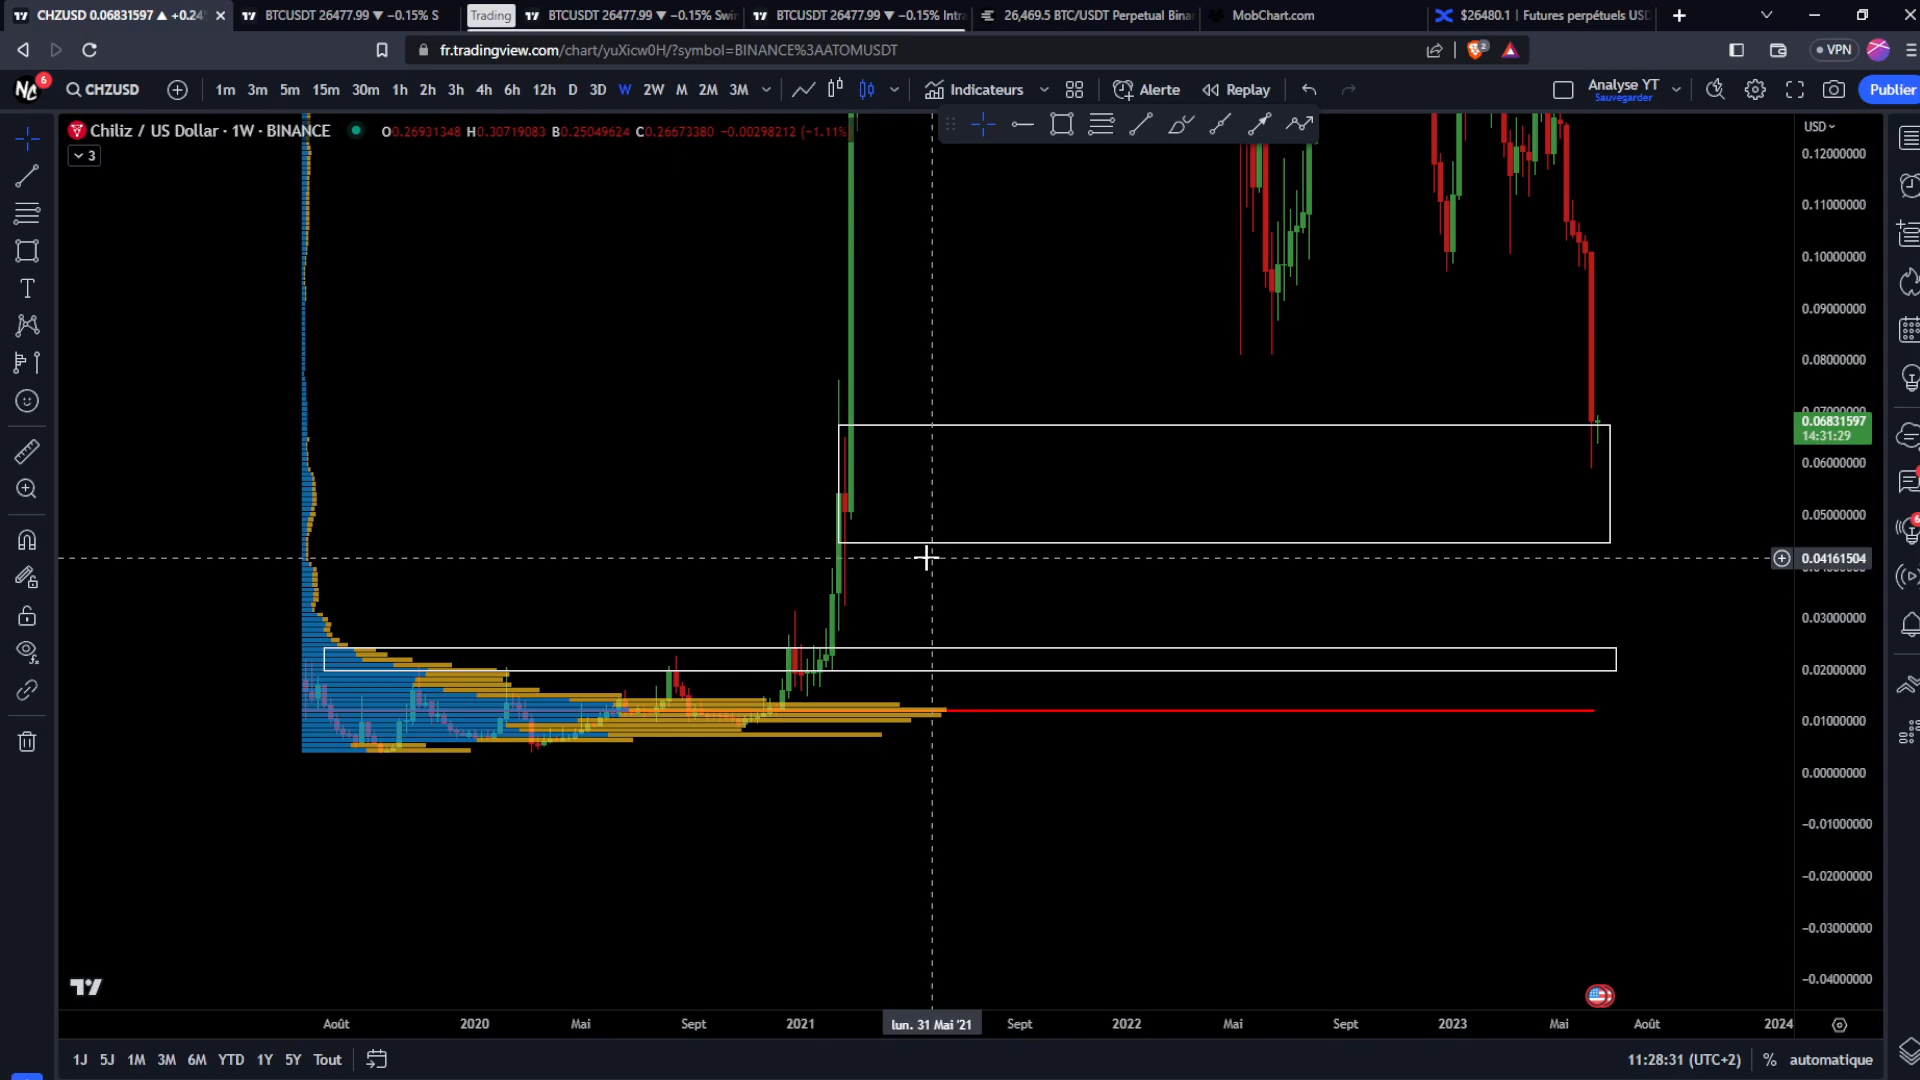 CHZUSD 0.06831597 ▲ +0.24
BTCUSDT 26477.99 ▼ −0.15% S
Trading
BTCUSDT 26477.99 ▼ −0.15% Swin
BTCUSDT 26477.99 ▼ −0.15% Intra
26,469.5 BTC/USDT Perpetual Binan
MobChart.com
$26480.1 | Futures perpétuels USD
fr.tradingview.com/chart/yuXicw0H/?symbol=BINANCE%3AATOMUSDT
2
VPN
NC
6
CHZUSD
1m 3m 5m 15m 30m 1h 2h 3h 4h 6h 12h D 3D W 2W M 2M 3M
Indicateurs
Alerte
Replay
Analyse YT
Sauvegarder
Publier
Chiliz / US Dollar · 1W · BINANCE
O0.26931348 H0.30719083 B0.25049624 C0.26673380 −0.00298212 (−1.11%)
3
USD
0.12000000
0.11000000
0.10000000
0.09000000
0.08000000
0.07000000
0.06831597
14:31:29
0.06000000
0.05000000
0.04161504
0.03000000
0.02000000
0.01000000
0.00000000
−0.01000000
−0.02000000
−0.03000000
−0.04000000
Août 2020 Mai Sept 2021 lun. 31 Mai '21 Sept 2022 Mai Sept 2023 Mai Août 2024
1J 5J 1M 3M 6M YTD 1Y 5Y Tout
11:28:31 (UTC+2) % automatique